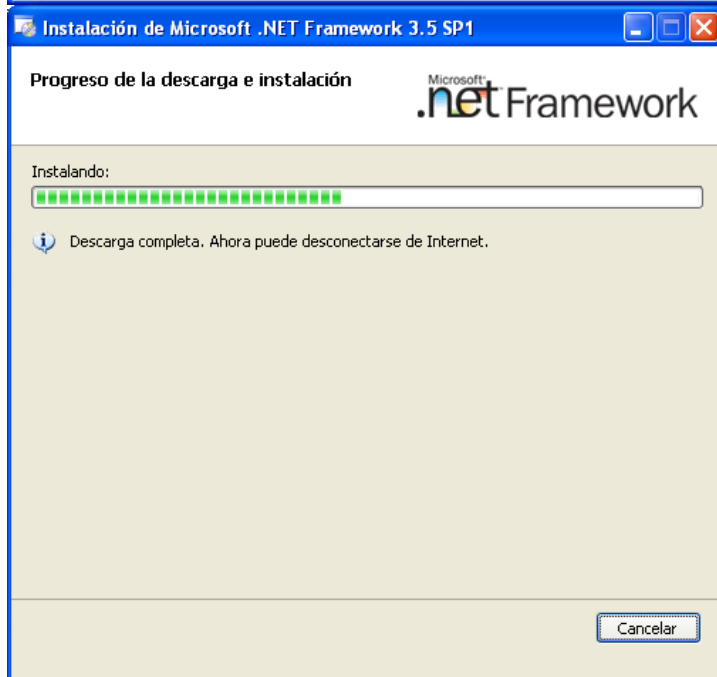 Instalación de Microsoft .NET Framework 3.5 SP1
Progreso de la descarga e instalación
Microsoft
.net Framework
Instalando:
Descarga completa. Ahora puede desconectarse de Internet.
Cancelar